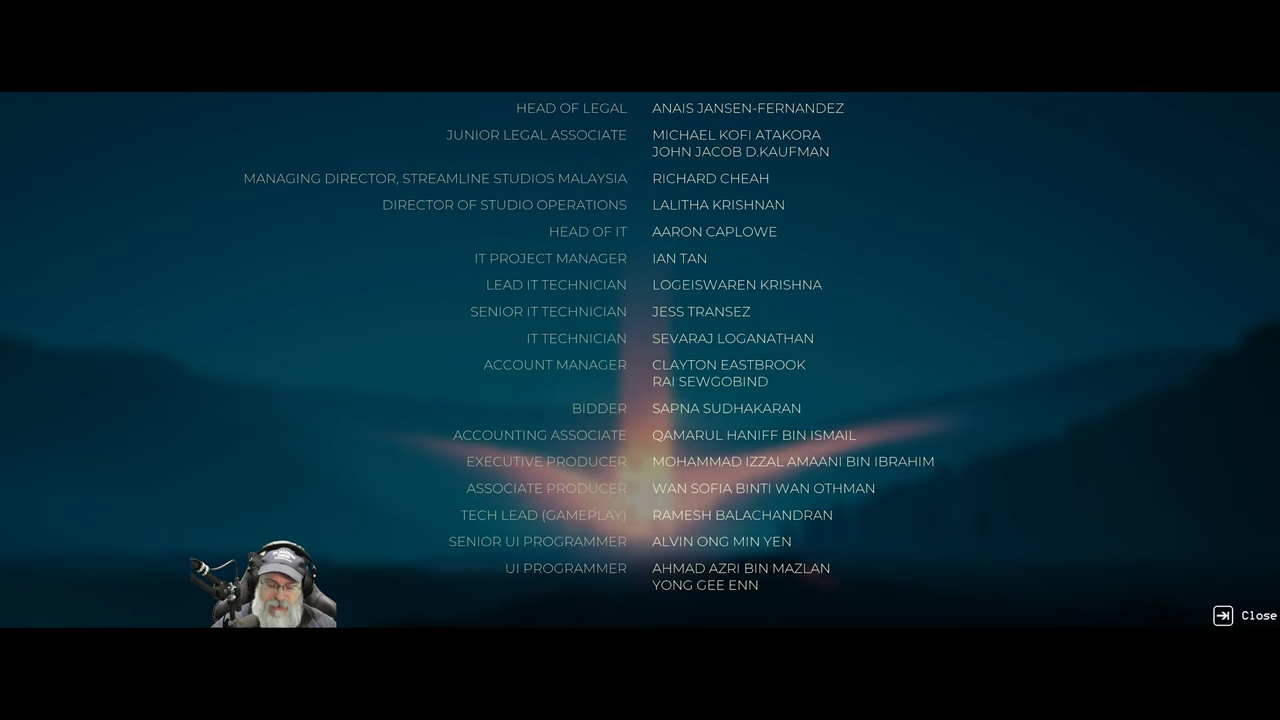 HEAD OF LEGAL ANAIS JANSEN-FERNANDEZ
JUNIOR LEGAL ASSOCIATE MICHAEL KOFI ATAKORA
JOHN JACOB D.KAUFMAN
MANAGING DIRECTOR, STREAMLINE STUDIOS MALAYSIA RICHARD CHEAH
DIRECTOR OF STUDIO OPERATIONS LALITHA KRISHNAN
HEAD OF IT AARON CAPLOWE
IT PROJECT MANAGER IAN TAN
LEAD IT TECHNICIAN LOGEISWAREN KRISHNA
SENIOR IT TECHNICIAN JESS TRANSEZ
IT TECHNICIAN SEVARAJ LOGANATHAN
ACCOUNT MANAGER CLAYTON EASTBROOK
RAI SEWGOBIND
BIDDER SAPNA SUDHAKARAN
ACCOUNTING ASSOCIATE QAMARUL HANIFF BIN ISMAIL
EXECUTIVE PRODUCER MOHAMMAD IZZAL AMAANI BIN IBRAHIM
ASSOCIATE PRODUCER WAN SOFIA BINTI WAN OTHMAN
TECH LEAD (GAMEPLAY) RAMESH BALACHANDRAN
SENIOR UI PROGRAMMER ALVIN ONG MIN YEN
UI PROGRAMMER AHMAD AZRI BIN MAZLAN
YONG GEE ENN
Close